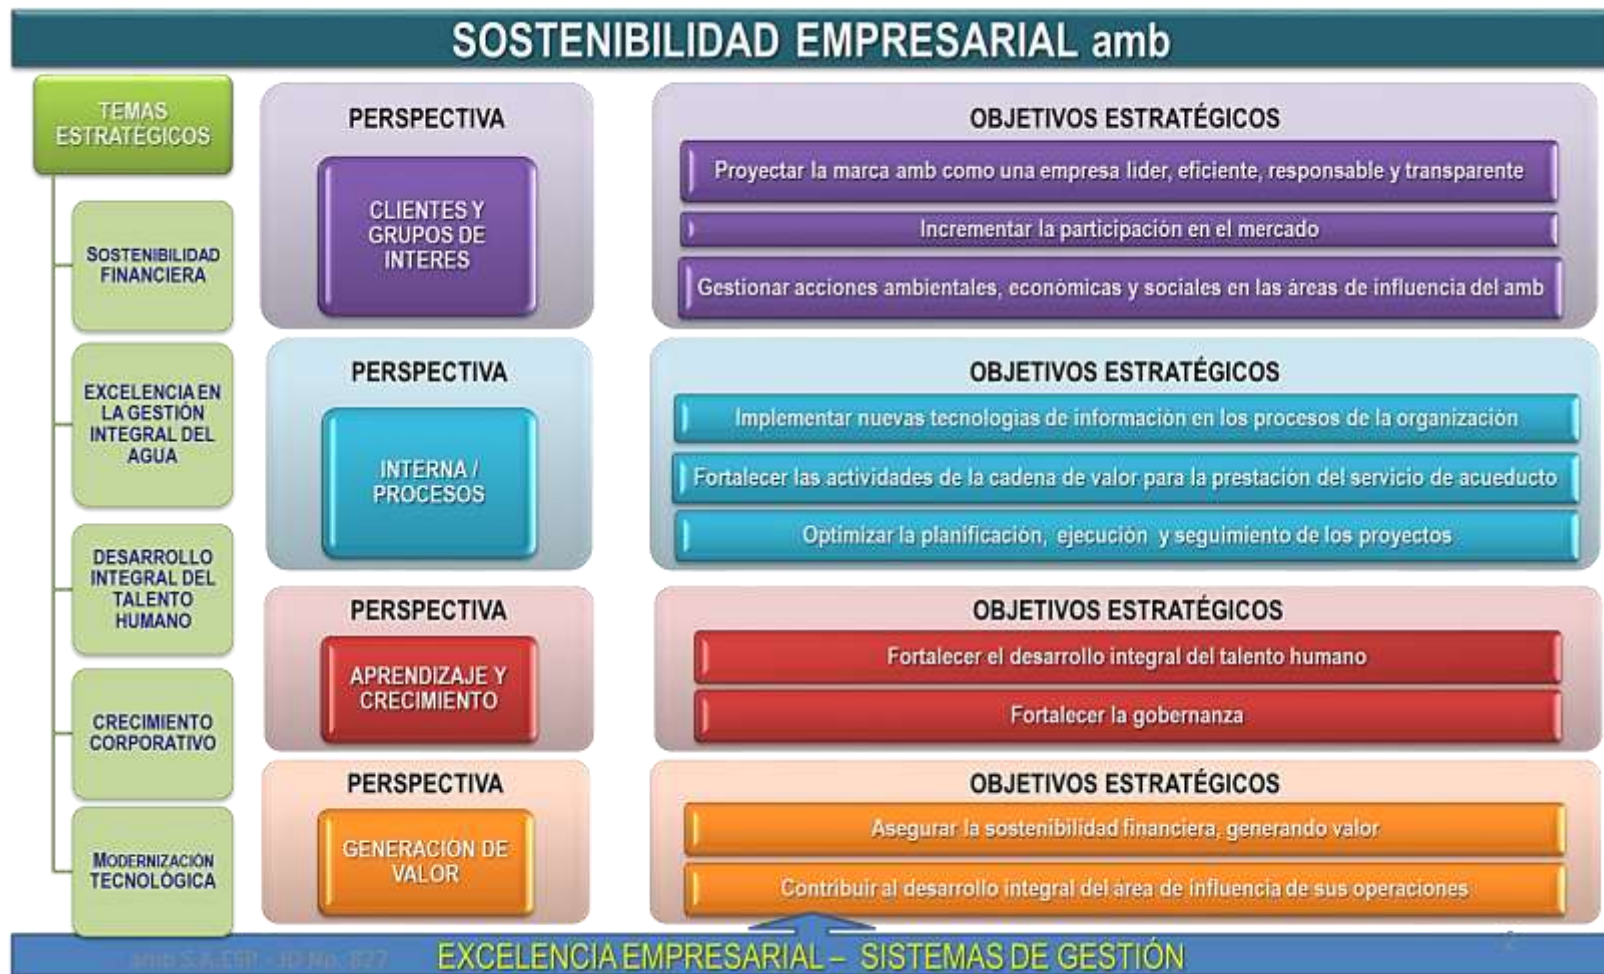 SOSTENIBILIDAD EMPRESARIAL amb
TEMAS
ESTRATÉGICOS
SOSTENIBILIDAD
FINANCIERA
EXCELENCIA EN
LA GESTIÓN
INTEGRAL DEL
AGUA
DESARROLLO
INTEGRAL DEL
TALENTO
HUMANO
CRECIMIENTO
CORPORATIVO
MODERNIZACIÓN
TECNOLÓGICA
PERSPECTIVA
CLIENTES Y
GRUPOS DE
INTERES
OBJETIVOS ESTRATÉGICOS
Proyectar la marca amb como una empresa líder, eficiente, responsable y transparente
Incrementar la participación en el mercado
Gestionar acciones ambientales, económicas y sociales en las áreas de influencia del amb
PERSPECTIVA
INTERNA /
PROCESOS
OBJETIVOS ESTRATÉGICOS
Implementar nuevas tecnologías de información en los procesos de la organización
Fortalecer las actividades de la cadena de valor para la prestación del servicio de acueducto
Optimizar la planificación, ejecución y seguimiento de los proyectos
PERSPECTIVA
APRENDIZAJE Y
CRECIMIENTO
OBJETIVOS ESTRATÉGICOS
Fortalecer el desarrollo integral del talento humano
Fortalecer la gobernanza
PERSPECTIVA
GENERACIÓN DE
VALOR
OBJETIVOS ESTRATÉGICOS
Asegurar la sostenibilidad financiera, generando valor
Contribuir al desarrollo integral del área de influencia de sus operaciones
amb S.A.ESP - JD No. 827
EXCELENCIA EMPRESARIAL – SISTEMAS DE GESTIÓN
2